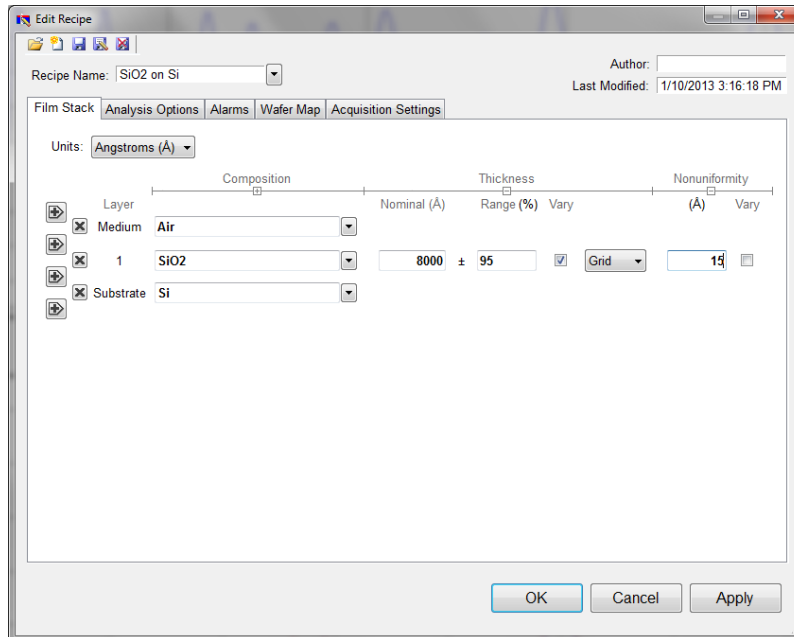 Edit Recipe
Recipe Name: SiO2 on Si
Author:
Last Modified: 1/10/2013 3:16:18 PM
Film Stack Analysis Options Alarms Wafer Map Acquisition Settings
Units: Angstroms (Å)
Composition Thickness Nonuniformity
Layer Nominal (Å) Range (%) Vary (Å) Vary
Medium Air
1 SiO2 8000 ± 95 Grid 15
Substrate Si
OK Cancel Apply